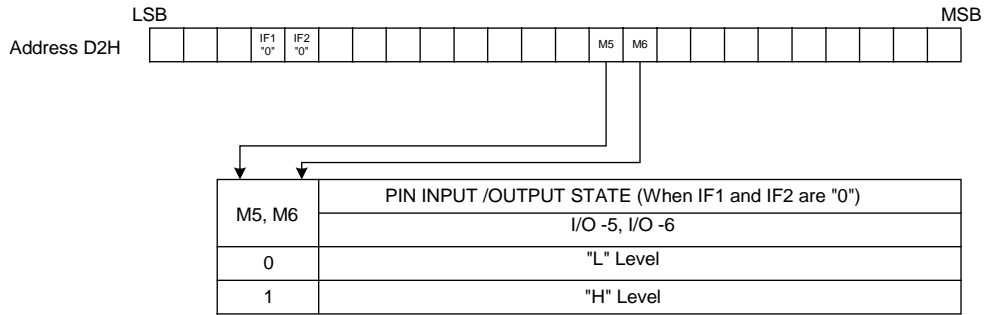 LSB MSB
Address D2H IF1 "0" IF2 "0" M5 M6
M5, M6 PIN INPUT /OUTPUT STATE (When IF1 and IF2 are "0")
I/O -5, I/O -6
0 "L" Level
1 "H" Level